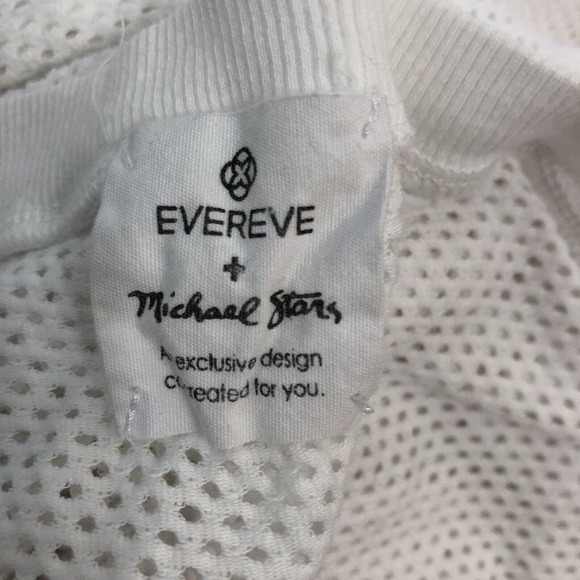 EVEREVE
+
Michael Stars
A exclusive design
created for you.